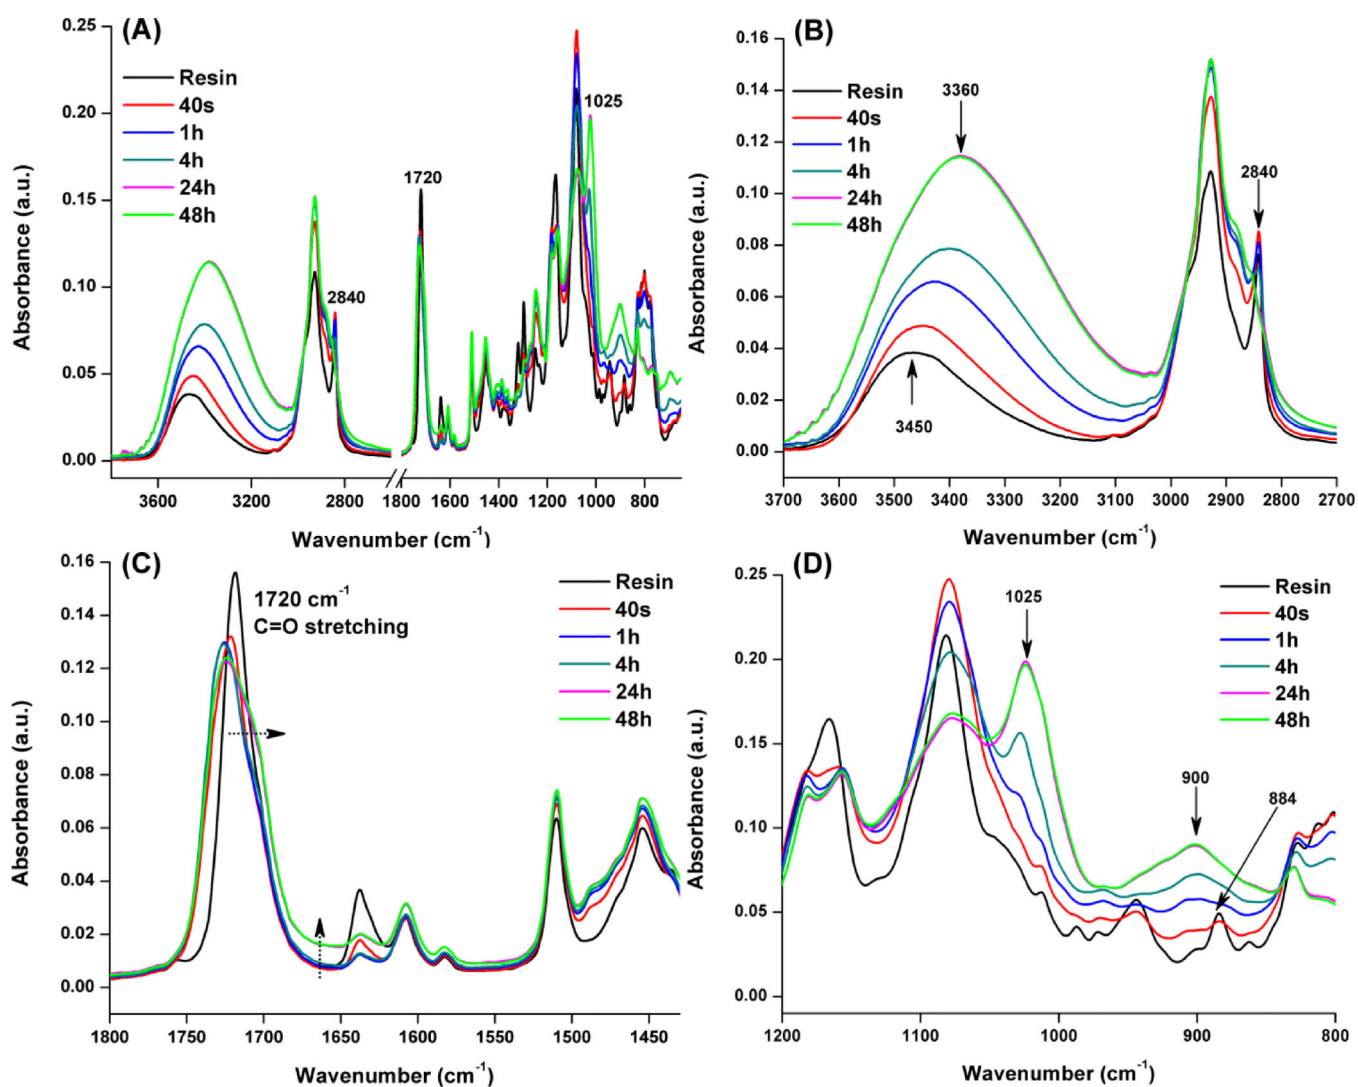 (A)
0.25
0.20
0.15
0.10
0.05
0.00
Absorbance (a.u.)
Resin
40s
1h
4h
24h
48h
2840
1720
1025
3600 3200 2800 1800 1600 1400 1200 1000 800
Wavenumber (cm-1)
(B)
0.16
0.14
0.12
0.10
0.08
0.06
0.04
0.02
0.00
Absorbance (a.u.)
Resin
40s
1h
4h
24h
48h
3360
2840
3450
3700 3600 3500 3400 3300 3200 3100 3000 2900 2800 2700
Wavenumber (cm-1)
(C)
0.16
0.14
0.12
0.10
0.08
0.06
0.04
0.02
0.00
Absorbance (a.u.)
1720 cm-1
C=O stretching
Resin
40s
1h
4h
24h
48h
1800 1750 1700 1650 1600 1550 1500 1450
Wavenumber (cm-1)
(D)
0.25
0.20
0.15
0.10
0.05
0.00
Absorbance (a.u.)
1025
Resin
40s
1h
4h
24h
48h
900
884
1200 1100 1000 900 800
Wavenumber (cm-1)